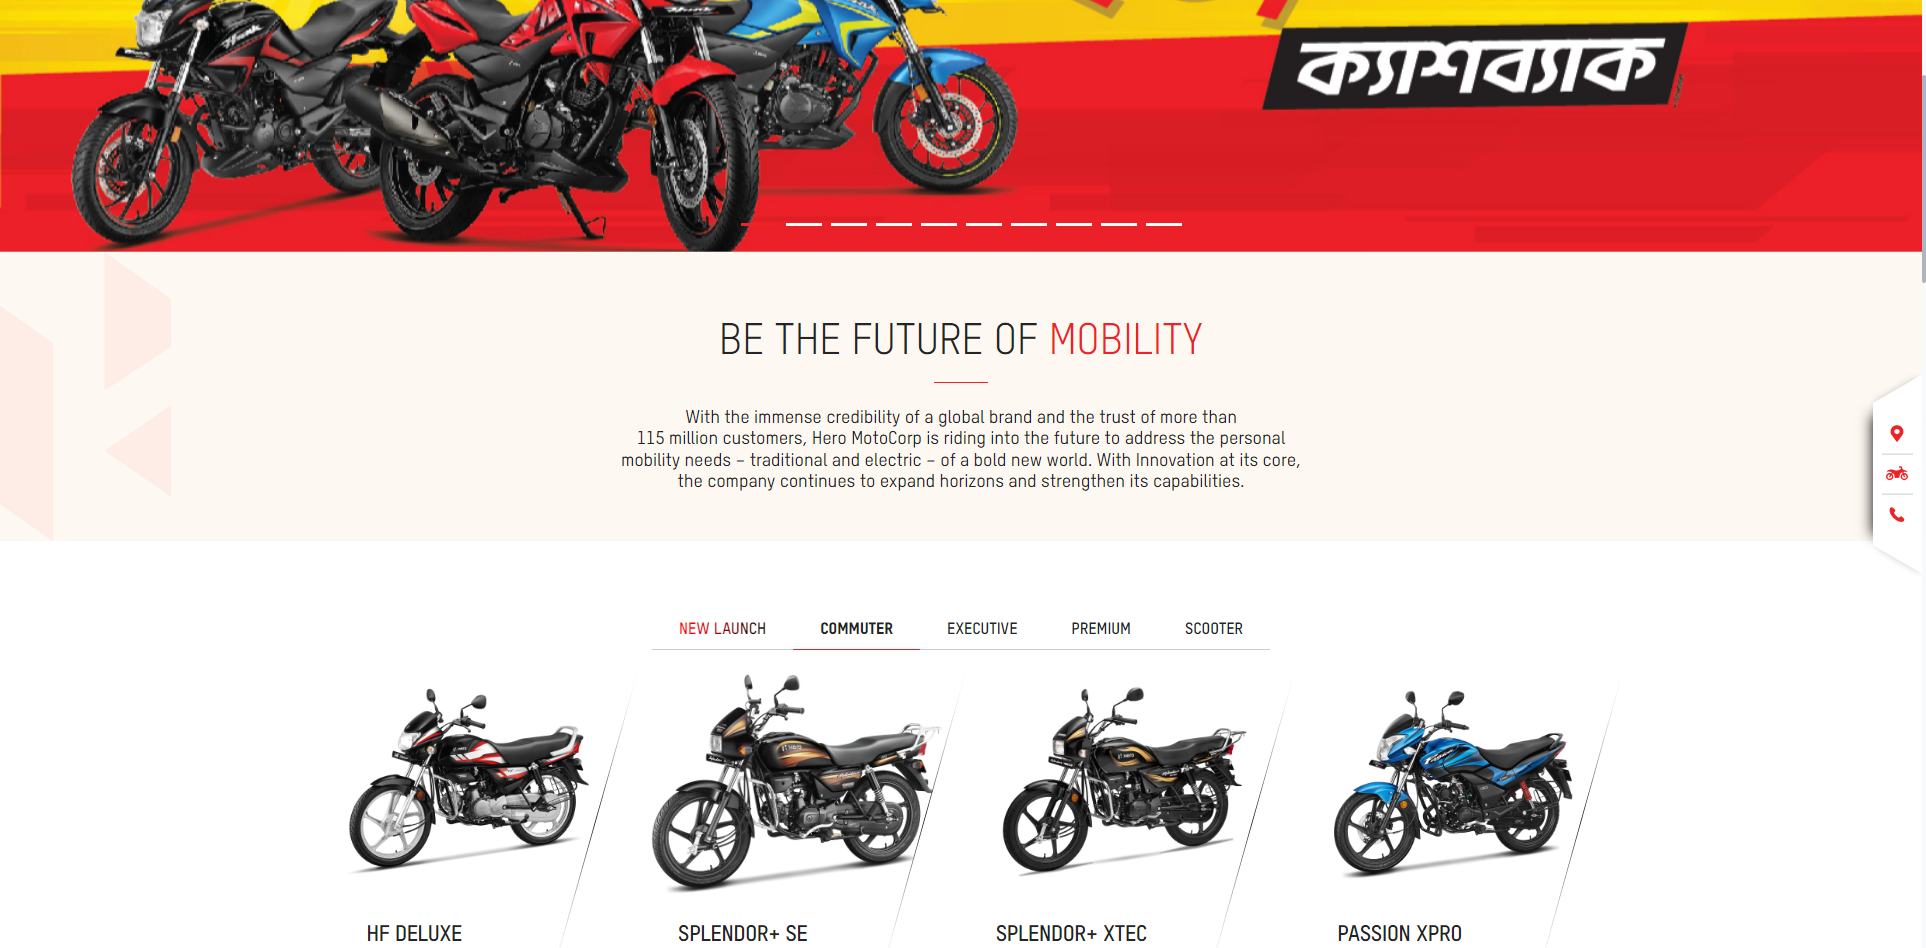 Hunk
Hunk
ক্যাশব্যাক
BE THE FUTURE OF MOBILITY
With the immense credibility of a global brand and the trust of more than
115 million customers, Hero MotoCorp is riding into the future to address the personal
mobility needs – traditional and electric – of a bold new world. With Innovation at its core,
the company continues to expand horizons and strengthen its capabilities.
NEW LAUNCH COMMUTER EXECUTIVE PREMIUM SCOOTER
HF DELUXE SPLENDOR+ SE SPLENDOR+ XTEC PASSION XPRO